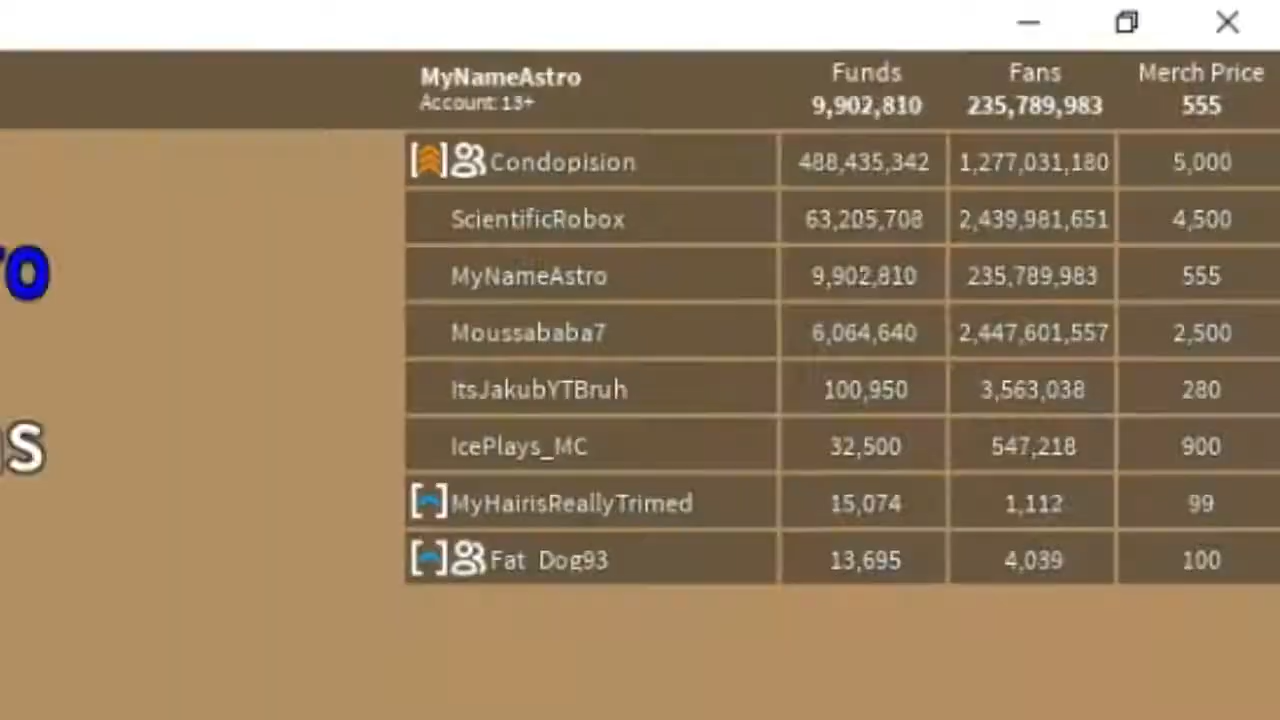 MyNameAstro Funds Fans Merch Price
Account: 13+ 9,902,810 235,789,983 555
Condopision 488,435,342 1,277,031,180 5,000
ScientificRobox 63,205,708 2,439,981,651 4,500
ro
MyNameAstro 9,902,810 235,789,983 555
Moussababa7 6,064,640 2,447,601,557 2,500
ItsJakubYTBruh 100,950 3,563,038 280
s
IcePlays_MC 32,500 547,218 900
MyHairisReallyTrimed 15,074 1,112 99
Fat_Dog93 13,695 4,039 100